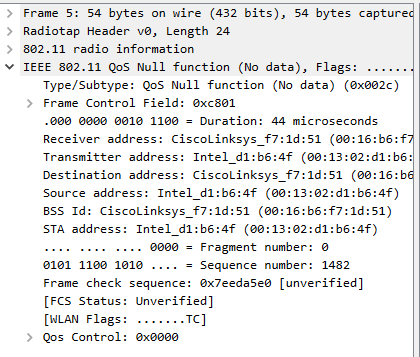 Frame 5: 54 bytes on wire (432 bits), 54 bytes captured
Radiotap Header v0, Length 24
802.11 radio information
IEEE 802.11 QoS Null function (No data), Flags: .......
Type/Subtype: QoS Null function (No data) (0x002c)
Frame Control Field: 0xc801
.000 0000 0010 1100 = Duration: 44 microseconds
Receiver address: CiscoLinksys_f7:1d:51 (00:16:b6:f7
Transmitter address: Intel_d1:b6:4f (00:13:02:d1:b6:
Destination address: CiscoLinksys_f7:1d:51 (00:16:b6
Source address: Intel_d1:b6:4f (00:13:02:d1:b6:4f)
BSS Id: CiscoLinksys_f7:1d:51 (00:16:b6:f7:1d:51)
STA address: Intel_d1:b6:4f (00:13:02:d1:b6:4f)
.... .... .... 0000 = Fragment number: 0
0101 1100 1010 .... = Sequence number: 1482
Frame check sequence: 0x7eeda5e0 [unverified]
[FCS Status: Unverified]
[WLAN Flags: .......TC]
Qos Control: 0x0000